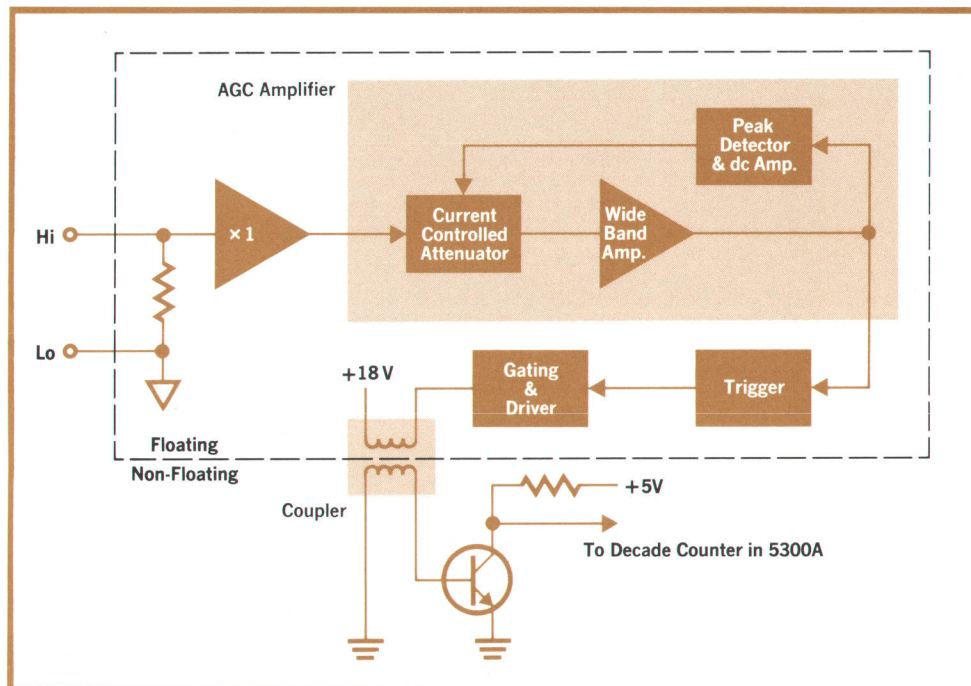 AGC Amplifier
Peak
Detector
& dc Amp.
Hi
× 1
Current
Controlled
Attenuator
Wide
Band
Amp.
Lo
+18 V
Gating
&
Driver
Trigger
Floating
Non-Floating
Coupler
+5V
To Decade Counter in 5300A